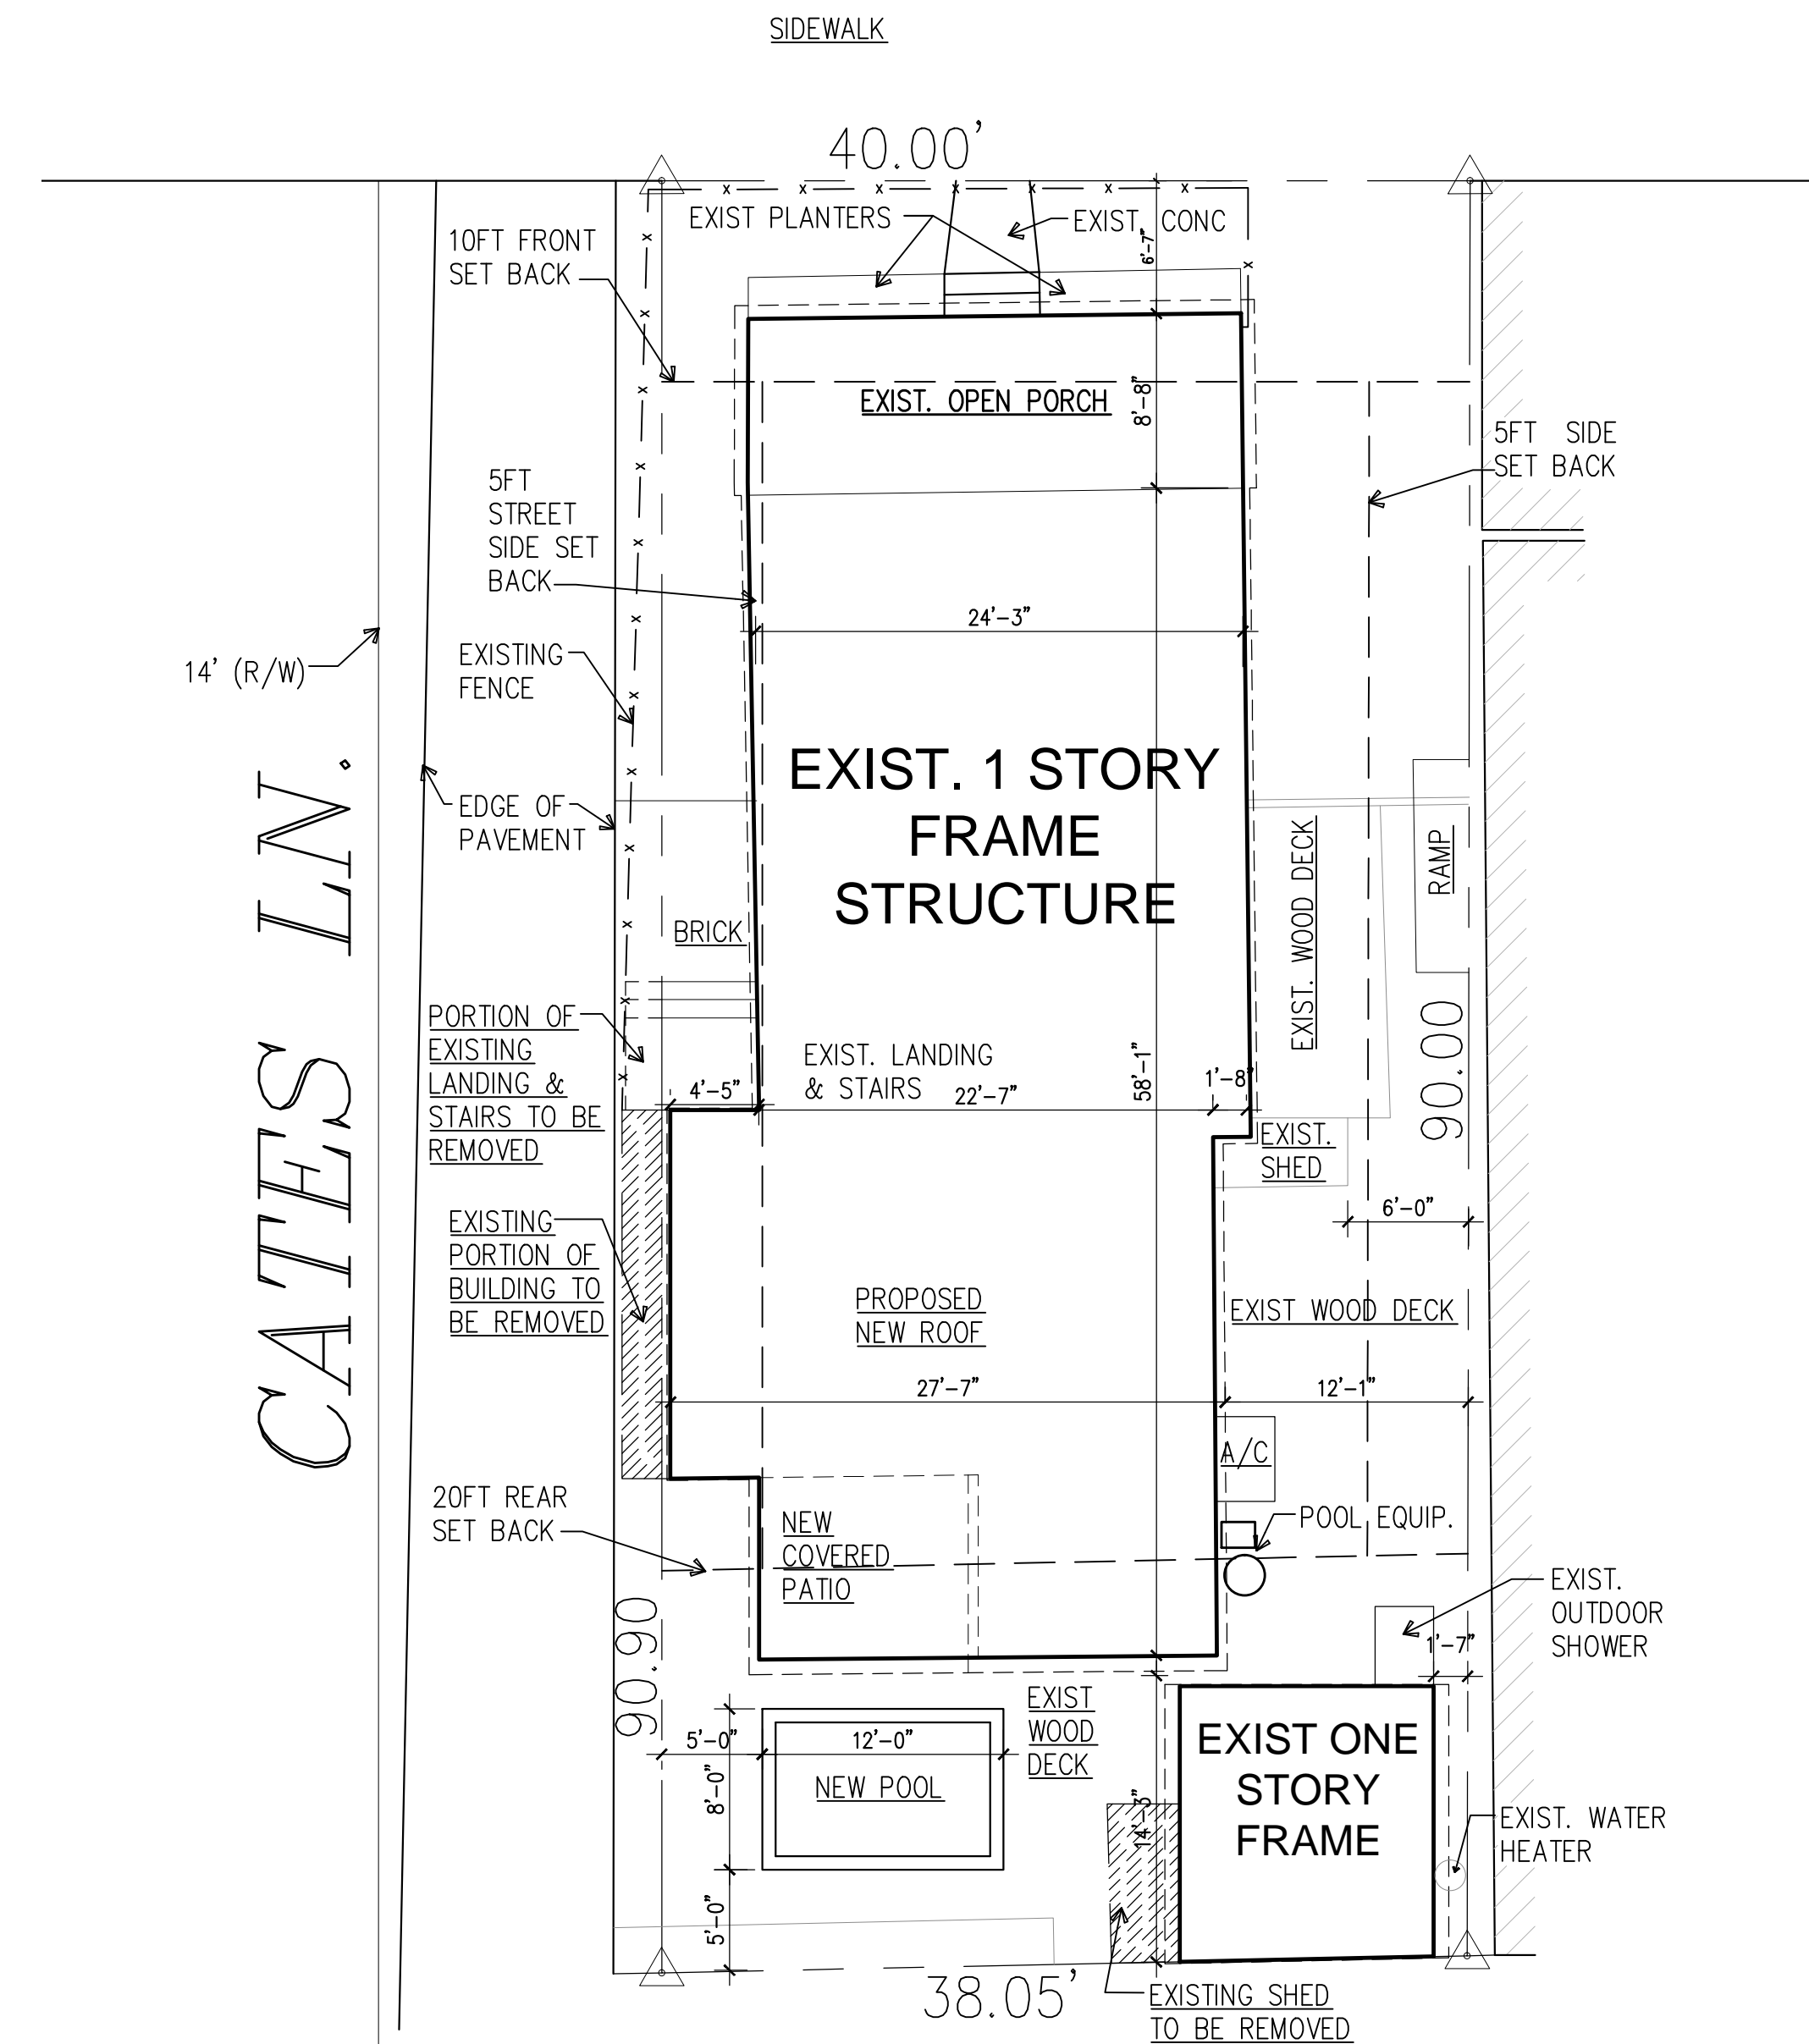 SIDEWALK
40.00'
EXIST PLANTERS
EXIST. CONC
6'-7"
10FT FRONT
SET BACK
EXIST. OPEN PORCH
8'-8"
5FT SIDE
SET BACK
5FT
STREET
SIDE SET
BACK
24'-3"
14' (R/W)
EXISTING
FENCE
EXIST. 1 STORY
FRAME
STRUCTURE
EDGE OF
PAVEMENT
CATES LN.
BRICK
EXIST. WOOD DECK
RAMP
90.00
PORTION OF
EXISTING
LANDING &
STAIRS TO BE
REMOVED
EXIST. LANDING
& STAIRS
58'-1"
4'-5"
22'-7"
1'-8"
EXIST.
SHED
6'-0"
EXISTING
PORTION OF
BUILDING TO
BE REMOVED
PROPOSED
NEW ROOF
EXIST WOOD DECK
27'-7"
12'-1"
A/C
20FT REAR
SET BACK
NEW
COVERED
PATIO
POOL EQUIP.
EXIST.
OUTDOOR
SHOWER
90.90
1'-7"
EXIST
WOOD
DECK
5'-0"
12'-0"
8'-0"
NEW POOL
EXIST ONE
STORY
FRAME
14'-3"
EXIST. WATER
HEATER
5'-0"
38.05'
EXISTING SHED
TO BE REMOVED